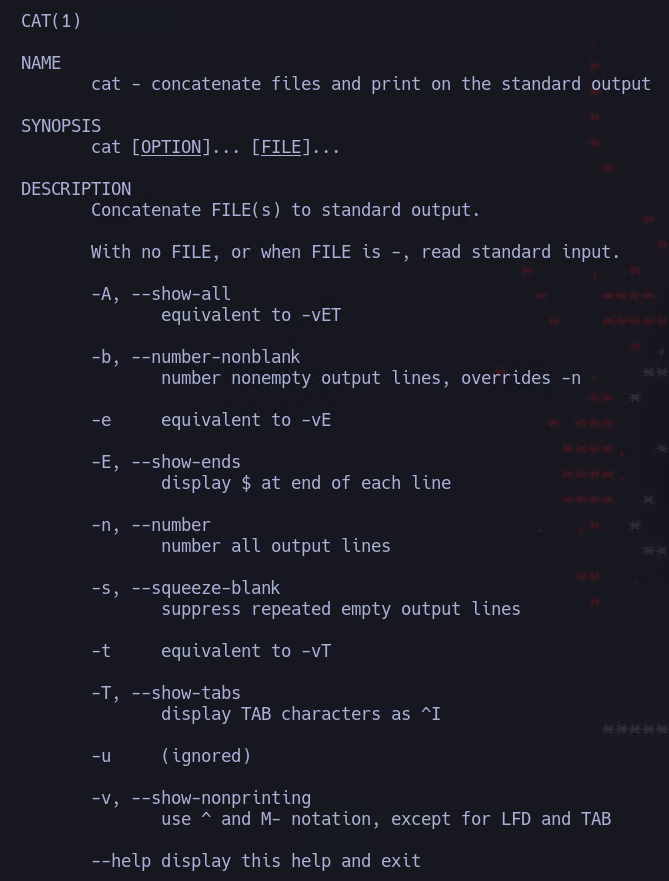 CAT(1)
NAME
cat - concatenate files and print on the standard output
SYNOPSIS
cat [OPTION]... [FILE]...
DESCRIPTION
Concatenate FILE(s) to standard output.
With no FILE, or when FILE is -, read standard input.
-A, --show-all
equivalent to -vET
-b, --number-nonblank
number nonempty output lines, overrides -n
-e equivalent to -vE
-E, --show-ends
display $ at end of each line
-n, --number
number all output lines
-s, --squeeze-blank
suppress repeated empty output lines
-t equivalent to -vT
-T, --show-tabs
display TAB characters as ^I
-u (ignored)
-v, --show-nonprinting
use ^ and M- notation, except for LFD and TAB
--help display this help and exit